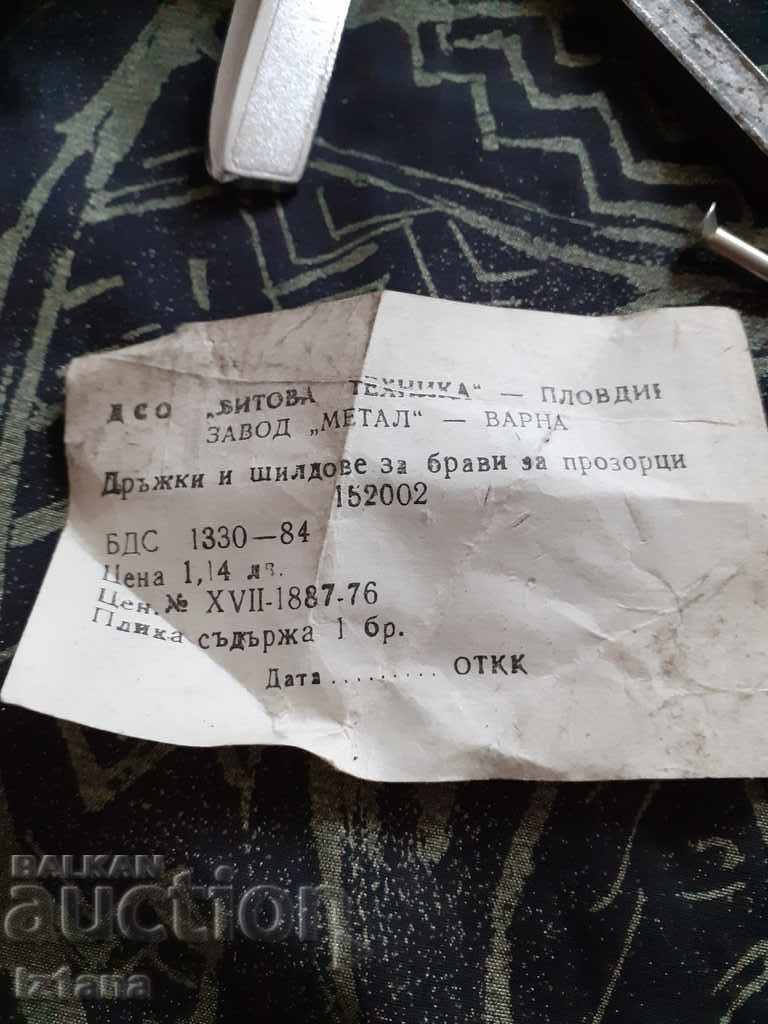 ДСО „БИТОВА ТЕХНИКА“ — ПЛОВДИВ
ЗАВОД „МЕТАЛ“ — ВАРНА
Дръжки и шилдове за брави за прозорци
152002
БДС 1330—84
Цена 1,14 лв.
Цен. № XVII-1887-76
Плика съдържа 1 бр.
Дата......... ОТКК
BALKAN
auction
Iz1ana